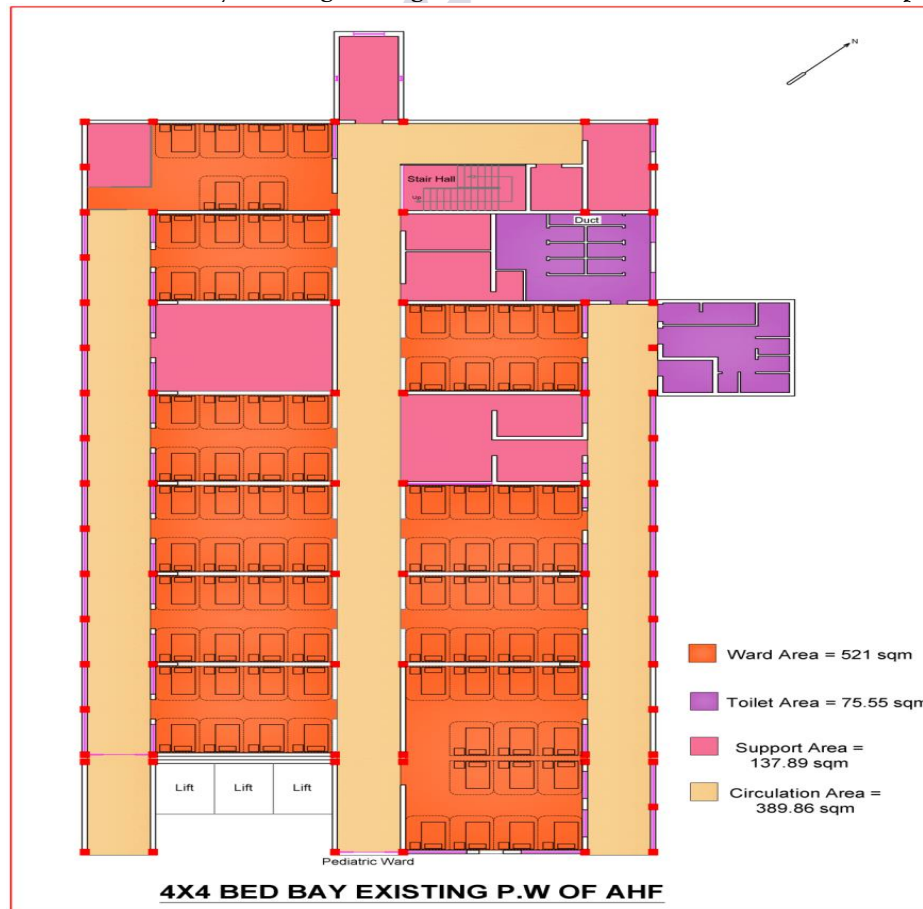 N
Stair Hall
Up
Duct
Ward Area = 521 sqm
Toilet Area = 75.55 sqm
Support Area =
137.89 sqm
Circulation Area =
389.86 sqm
Lift Lift Lift
Pediatric Ward
4X4 BED BAY EXISTING P.W OF AHF